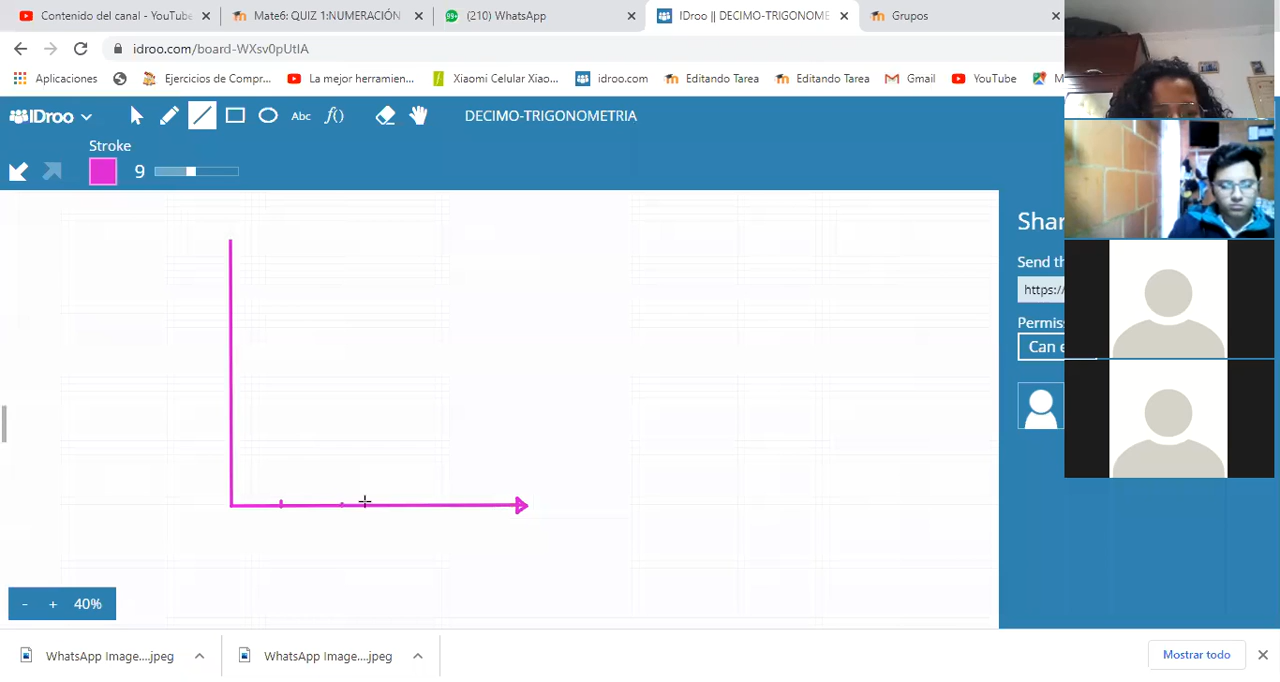 Contenido del canal - YouTube
Mate6: QUIZ 1:NUMERACIÓN
99+
(210) WhatsApp
IDroo || DECIMO-TRIGONOME
Grupos
idroo.com/board-WXsv0pUtIA
Aplicaciones
Ejercicios de Compr...
La mejor herramien...
Xiaomi Celular Xiao...
idroo.com
Editando Tarea
Editando Tarea
Gmail
YouTube
M
IDroo
Abc
f()
DECIMO-TRIGONOMETRIA
Stroke
9
Shar
Send th
https:/
Permiss
Can e
- + 40%
WhatsApp Image....jpeg
WhatsApp Image....jpeg
Mostrar todo